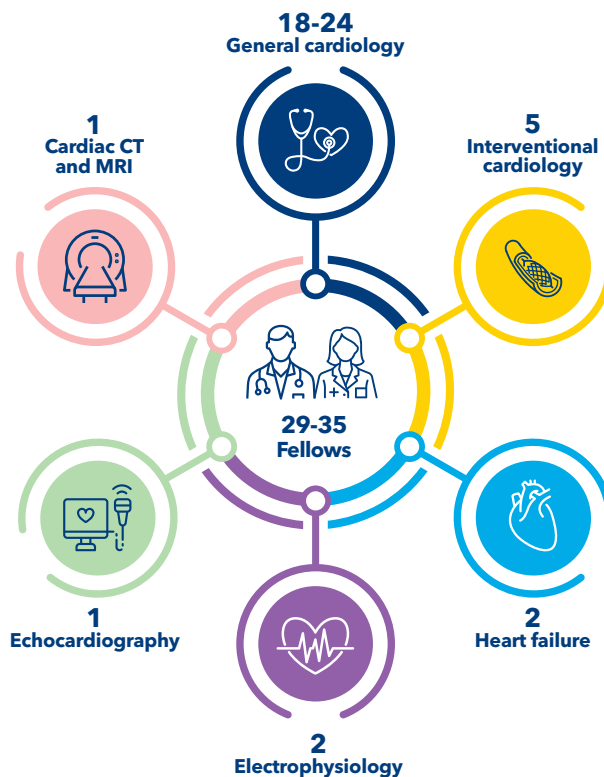 18-24
General cardiology
1
Cardiac CT
and MRI
5
Interventional
cardiology
29-35
Fellows
1
Echocardiography
2
Heart failure
2
Electrophysiology